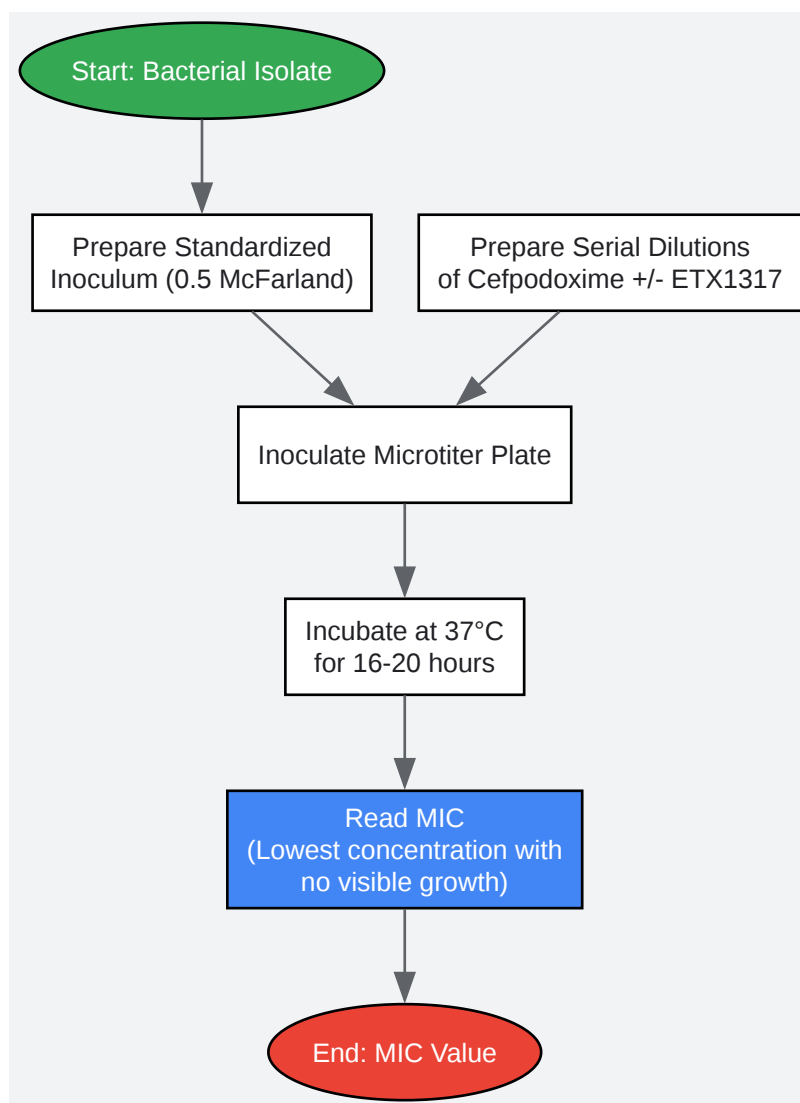 Start: Bacterial Isolate
Prepare Standardized
Inoculum (0.5 McFarland)
Prepare Serial Dilutions
of Cefpodoxime +/- ETX1317
Inoculate Microtiter Plate
Incubate at 37°C
for 16-20 hours
Read MIC
(Lowest concentration with
no visible growth)
End: MIC Value